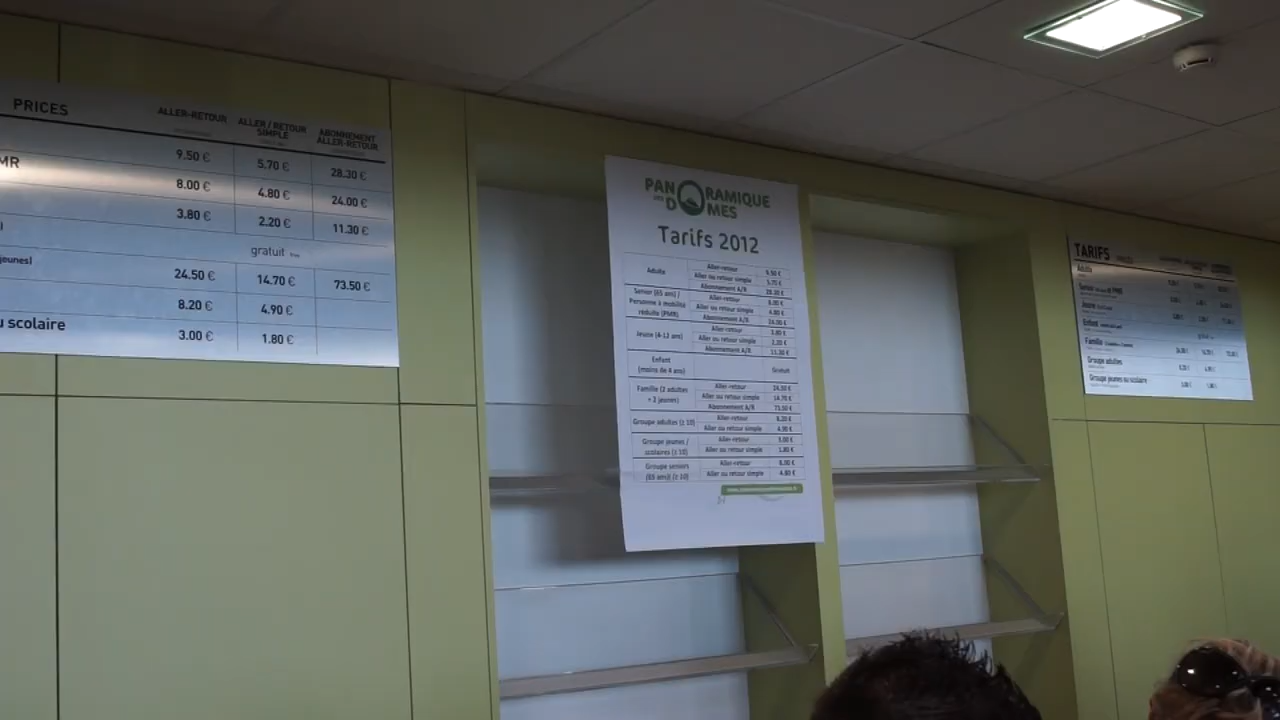 PRICES ALLER-RETOUR ALLER / RETOUR SIMPLE ABONNEMENT ALLER-RETOUR
9.50 € 5.70 € 28.30 €
MR 8.00 € 4.80 € 24.00 €
3.80 € 2.20 € 11.30 €
gratuit
jeunes) 24.50 € 14.70 € 73.50 €
8.20 € 4.90 €
u scolaire 3.00 € 1.80 €
PANORAMIQUE
DES DÔMES
Tarifs 2012
Adulte
Aller-retour 9.50 €
Aller ou retour simple 5.70 €
Abonnement A/R 28.30 €
Senior (65 ans) /
Personne à mobilité
réduite (PMR)
Aller-retour 8.00 €
Aller ou retour simple 4.80 €
Abonnement A/R 24.00 €
Jeune (4-12 ans)
Aller-retour 3.80 €
Aller ou retour simple 2.20 €
Abonnement A/R 11.30 €
Enfant
(moins de 4 ans) Gratuit
Famille (2 adultes
+ 2 jeunes)
Aller-retour 24.50 €
Aller ou retour simple 14.70 €
Abonnement A/R 73.50 €
Groupe adultes (≥ 10)
Aller-retour 8.20 €
Aller ou retour simple 4.90 €
Groupe jeunes /
scolaires (≥ 10)
Aller-retour 3.00 €
Aller ou retour simple 1.80 €
Groupe seniors
(65 ans) (≥ 10)
Aller-retour 8.00 €
Aller ou retour simple 4.80 €
TARIFS
Adulte
Senior
Jeune
Enfant
Famille
Groupe adultes
Groupe jeunes ou scolaire